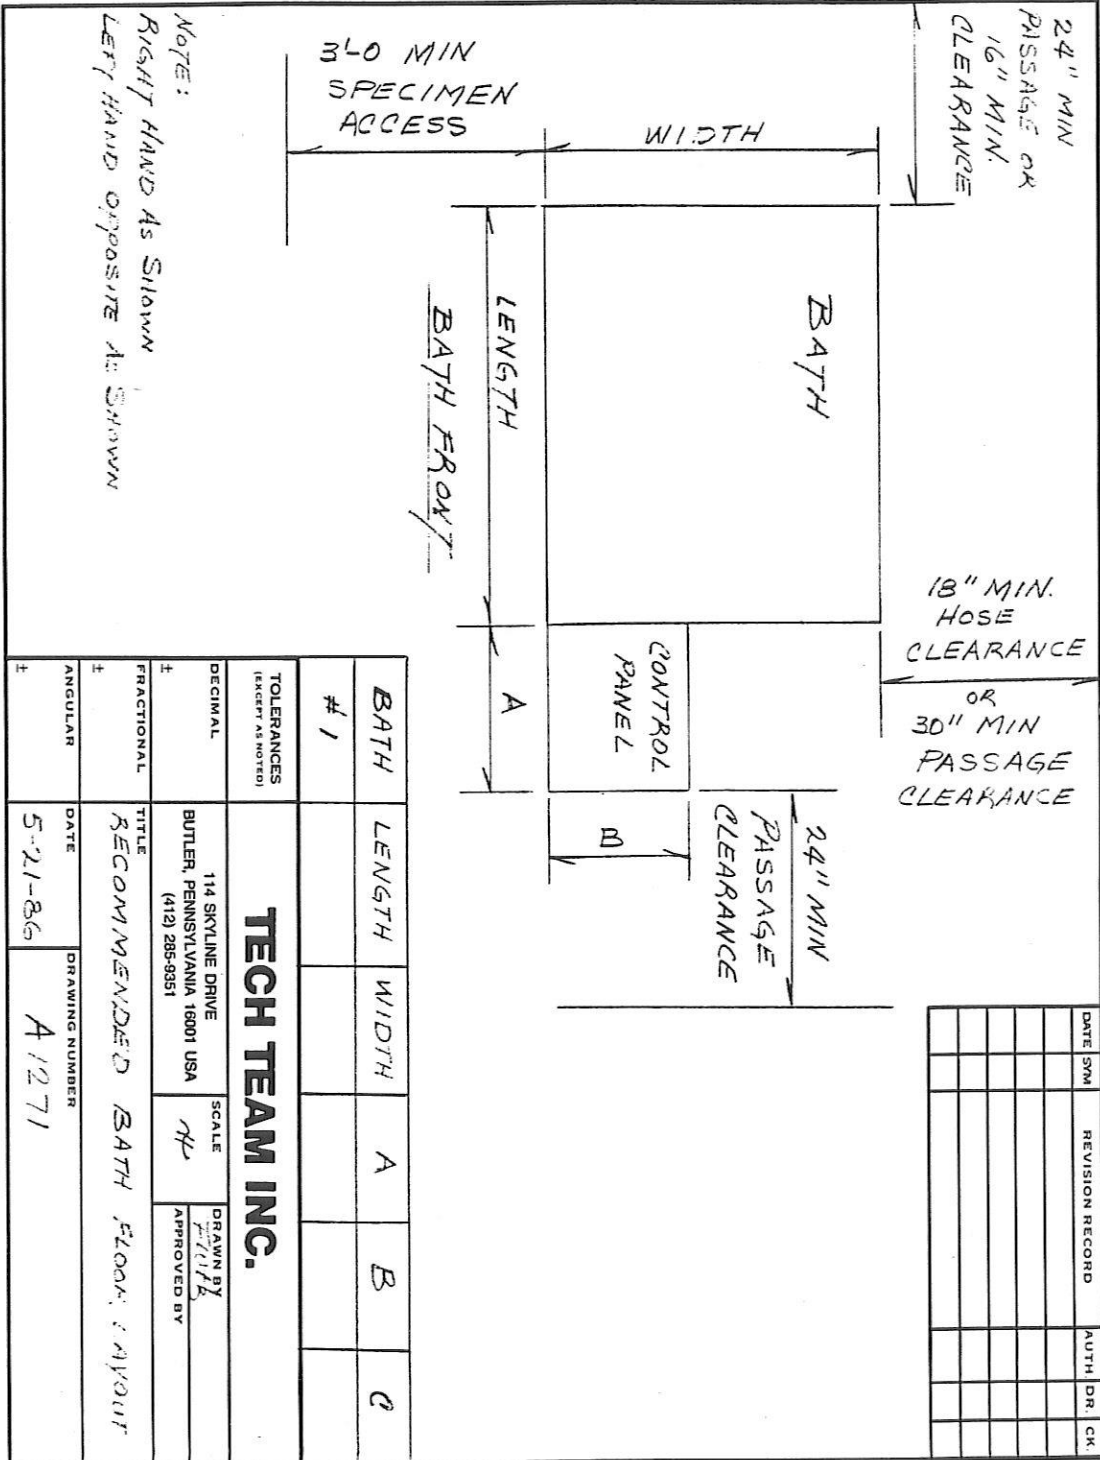 24" MIN
PASSAGE OR
16" MIN.
CLEARANCE
18" MIN.
HOSE
CLEARANCE
OR
30" MIN
PASSAGE
CLEARANCE
DATE SYM REVISION RECORD AUTH. DR. CK.
3'-0 MIN
SPECIMEN
ACCESS
WIDTH
BATH
CONTROL
PANEL
24" MIN
PASSAGE
CLEARANCE
LENGTH
A
B
BATH FRONT
NOTE:
RIGHT HAND AS SHOWN
LEFT HAND OPPOSITE AS SHOWN
BATH LENGTH WIDTH A B C
#1
TOLERANCES
(EXCEPT AS NOTED)
TECH TEAM INC.
DECIMAL
±
114 SKYLINE DRIVE
BUTLER, PENNSYLVANIA 16001 USA
(412) 285-9351
SCALE
DRAWN BY
APPROVED BY
FRACTIONAL
±
TITLE
RECOMMENDED BATH FLOOR LAYOUT
ANGULAR
±
DATE
5-21-86
DRAWING NUMBER
A1271